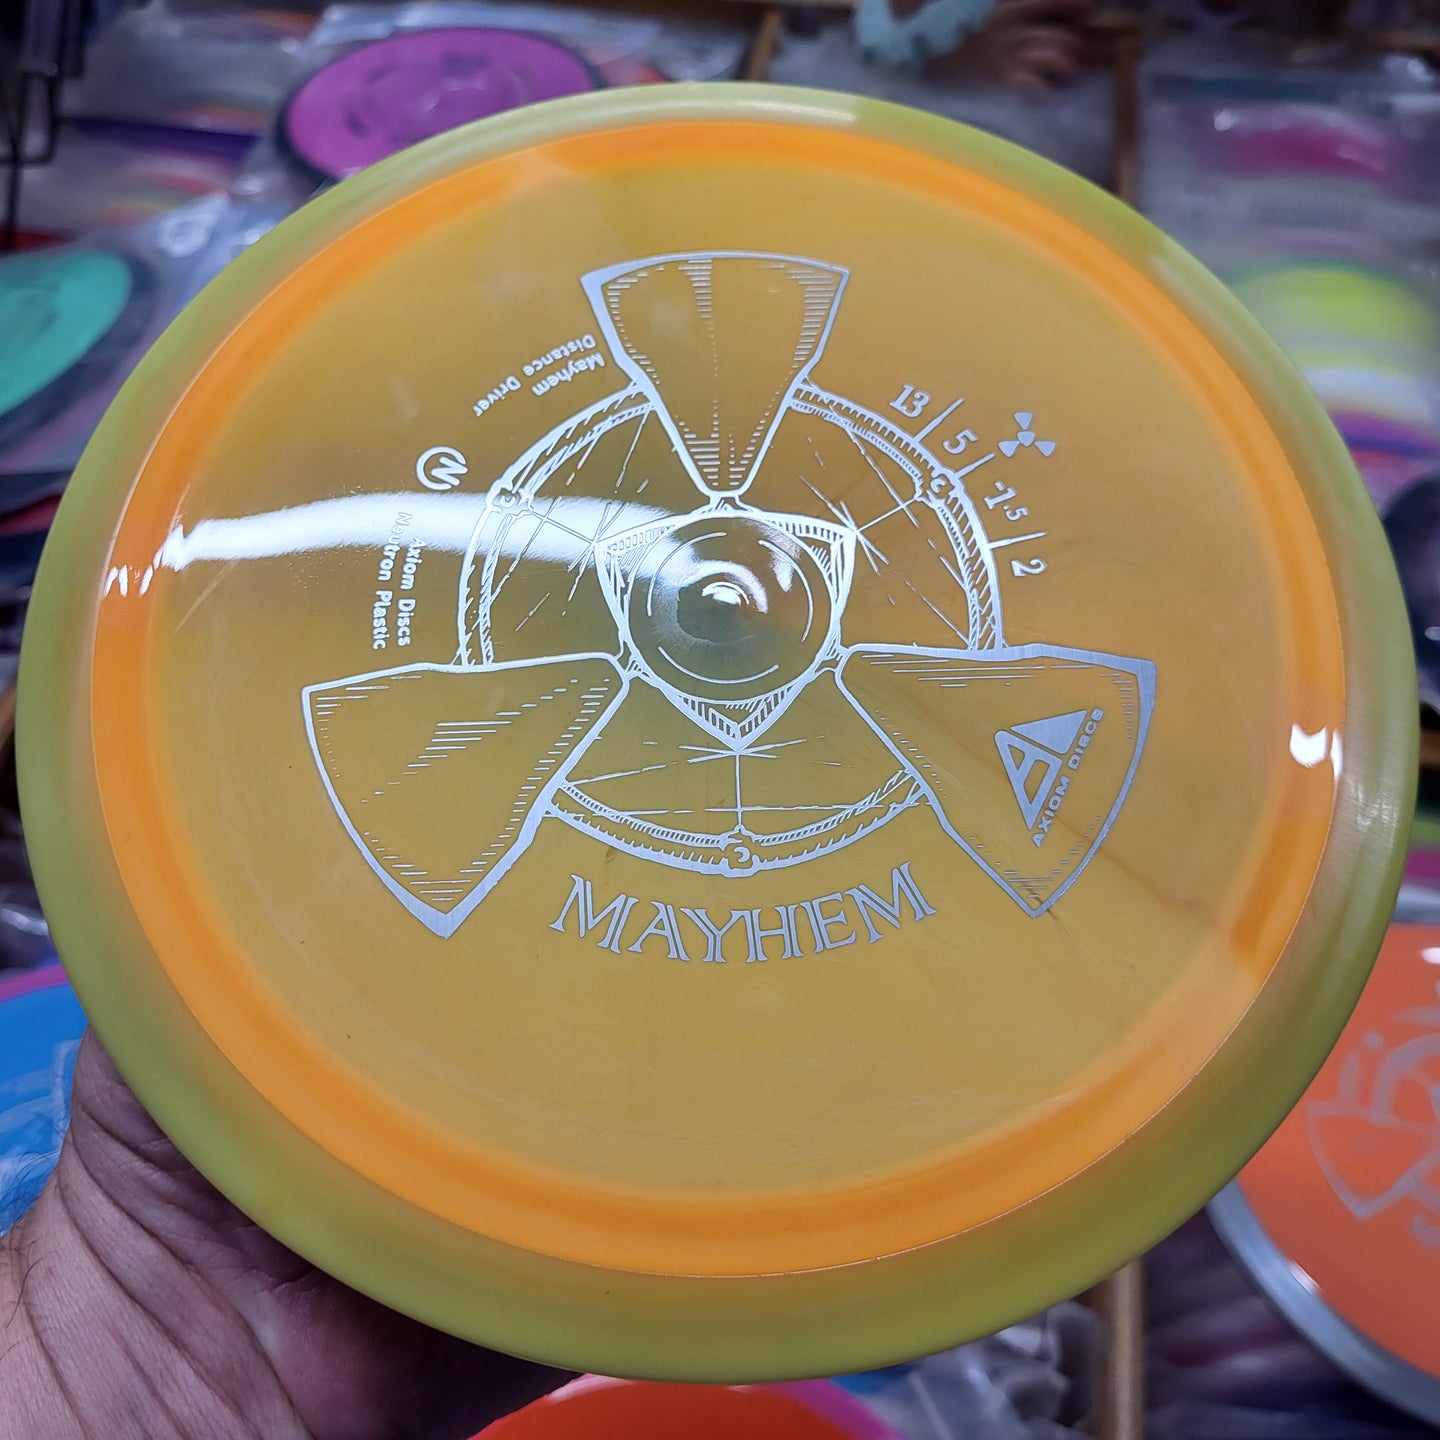 Mayhem
Distance Driver
Axiom Discs
Neutron Plastic
13
5
-1.5
2
AXIOM DISCS
MAYHEM